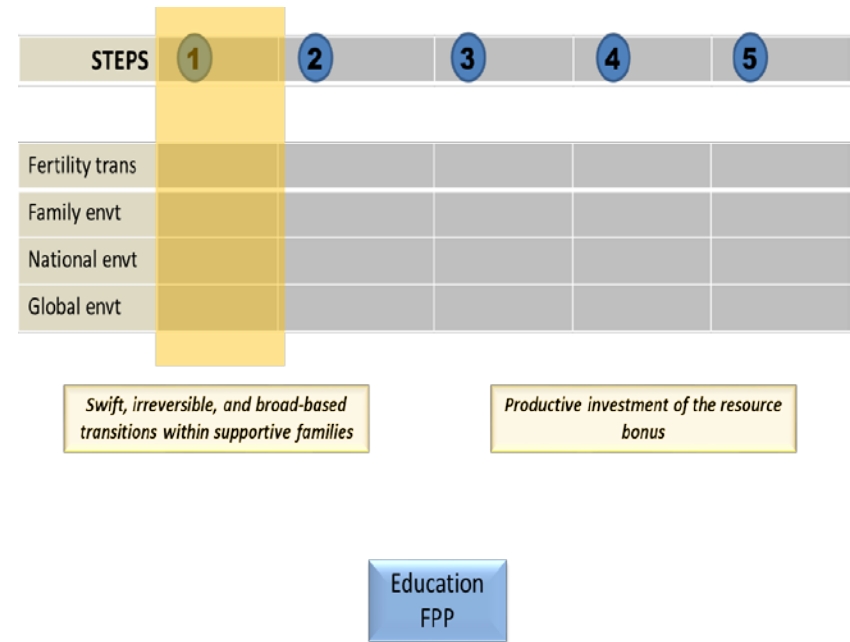 STEPS 1 2 3 4 5
Fertility trans
Family envt
National envt
Global envt
Swift, irreversible, and broad-based
transitions within supportive families
Productive investment of the resource
bonus
Education
FPP